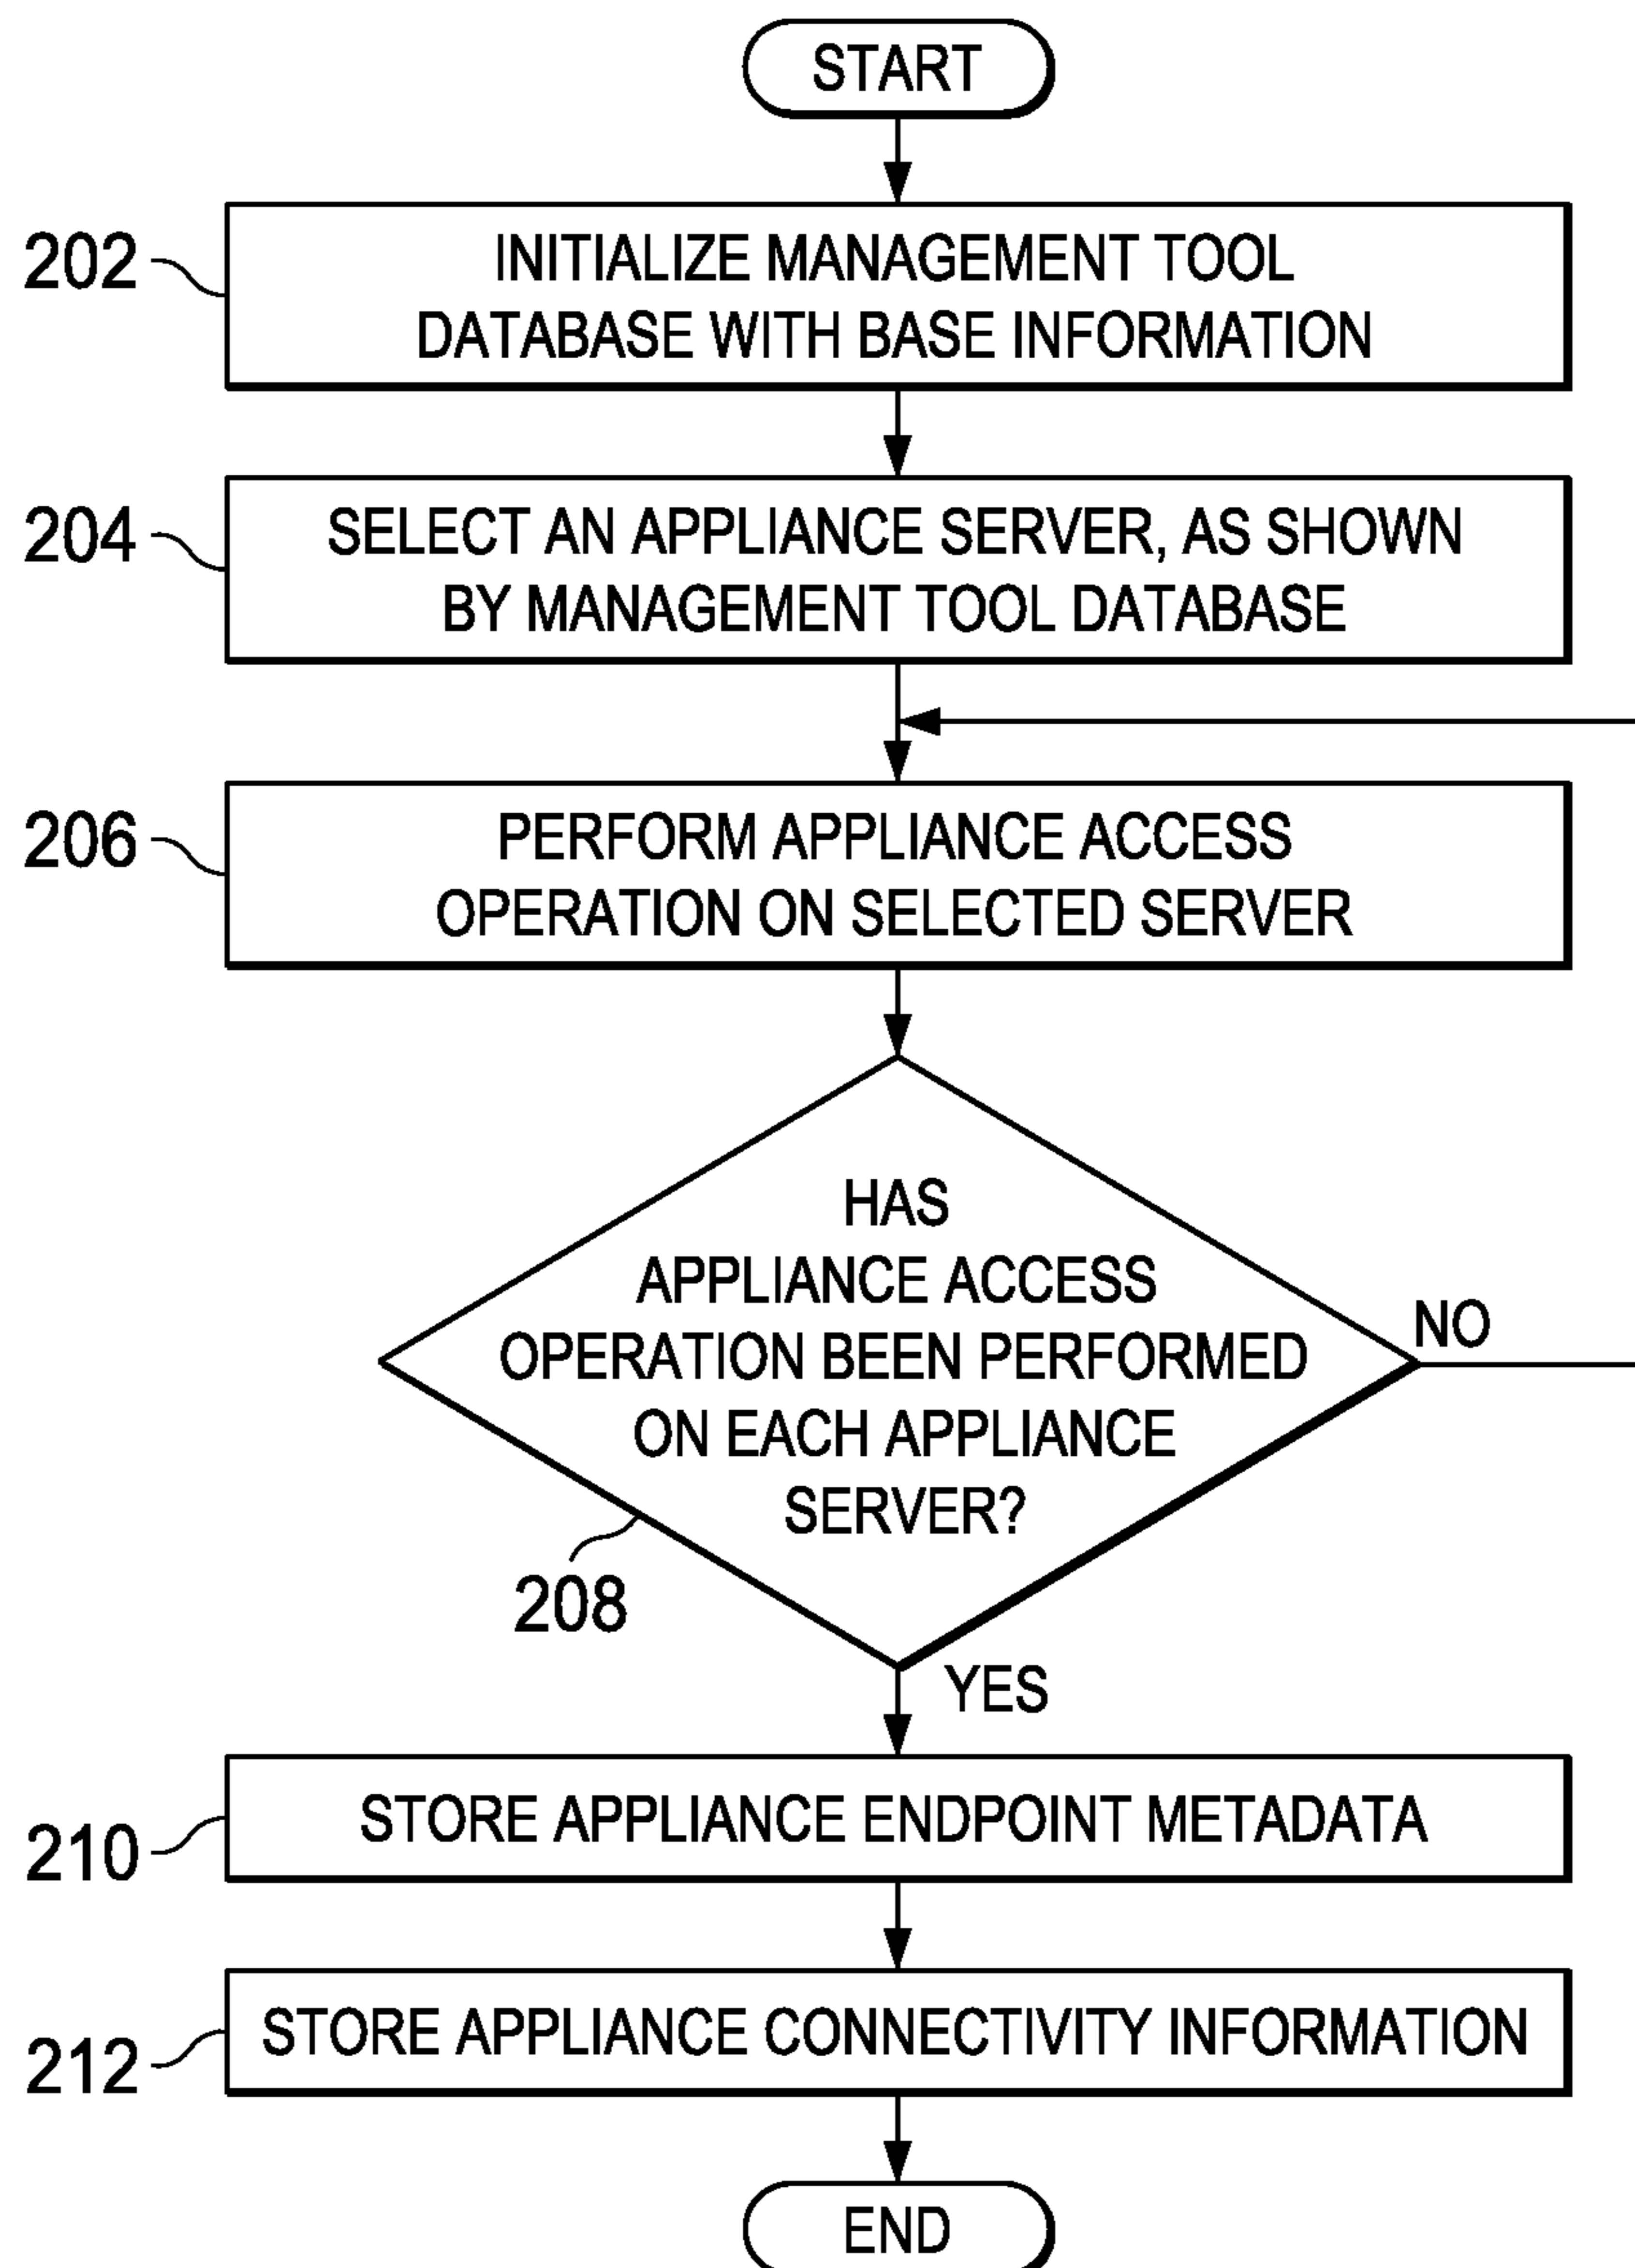 START
202
INITIALIZE MANAGEMENT TOOL
DATABASE WITH BASE INFORMATION
204
SELECT AN APPLIANCE SERVER, AS SHOWN
BY MANAGEMENT TOOL DATABASE
206
PERFORM APPLIANCE ACCESS
OPERATION ON SELECTED SERVER
HAS
APPLIANCE ACCESS
OPERATION BEEN PERFORMED
ON EACH APPLIANCE
SERVER?
NO
208
YES
210
STORE APPLIANCE ENDPOINT METADATA
212
STORE APPLIANCE CONNECTIVITY INFORMATION
END